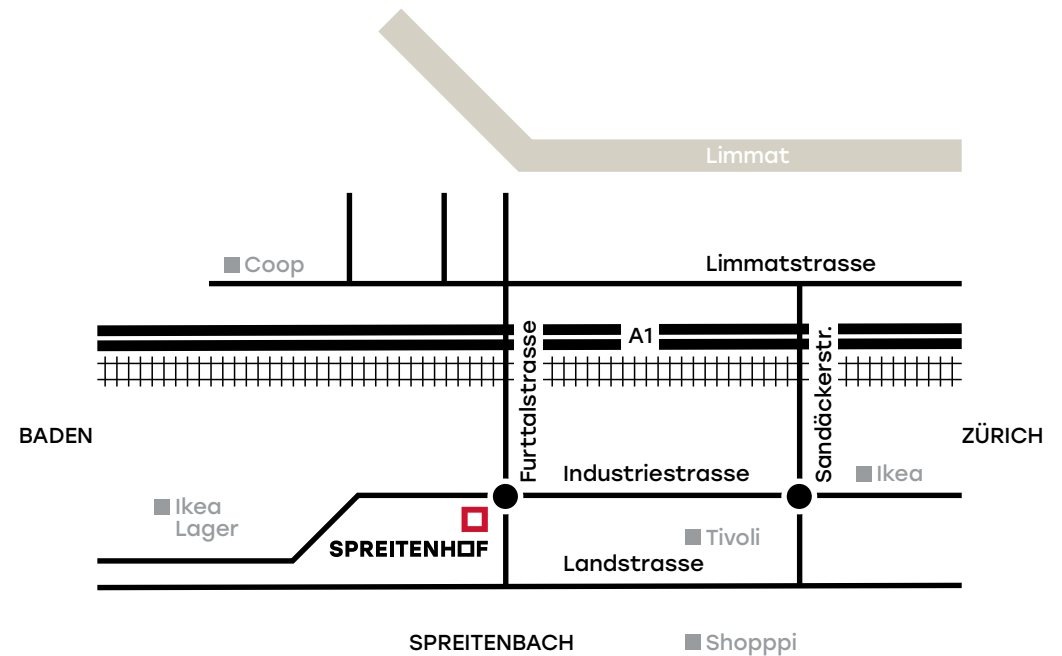 Limmat
Coop
Limmatstrasse
A1
Furttalstrasse
Sandäckerstr.
BADEN
ZÜRICH
Industriestrasse
Ikea
Ikea
Lager
Tivoli
SPREITENHOF
Landstrasse
SPREITENBACH
Shopppi